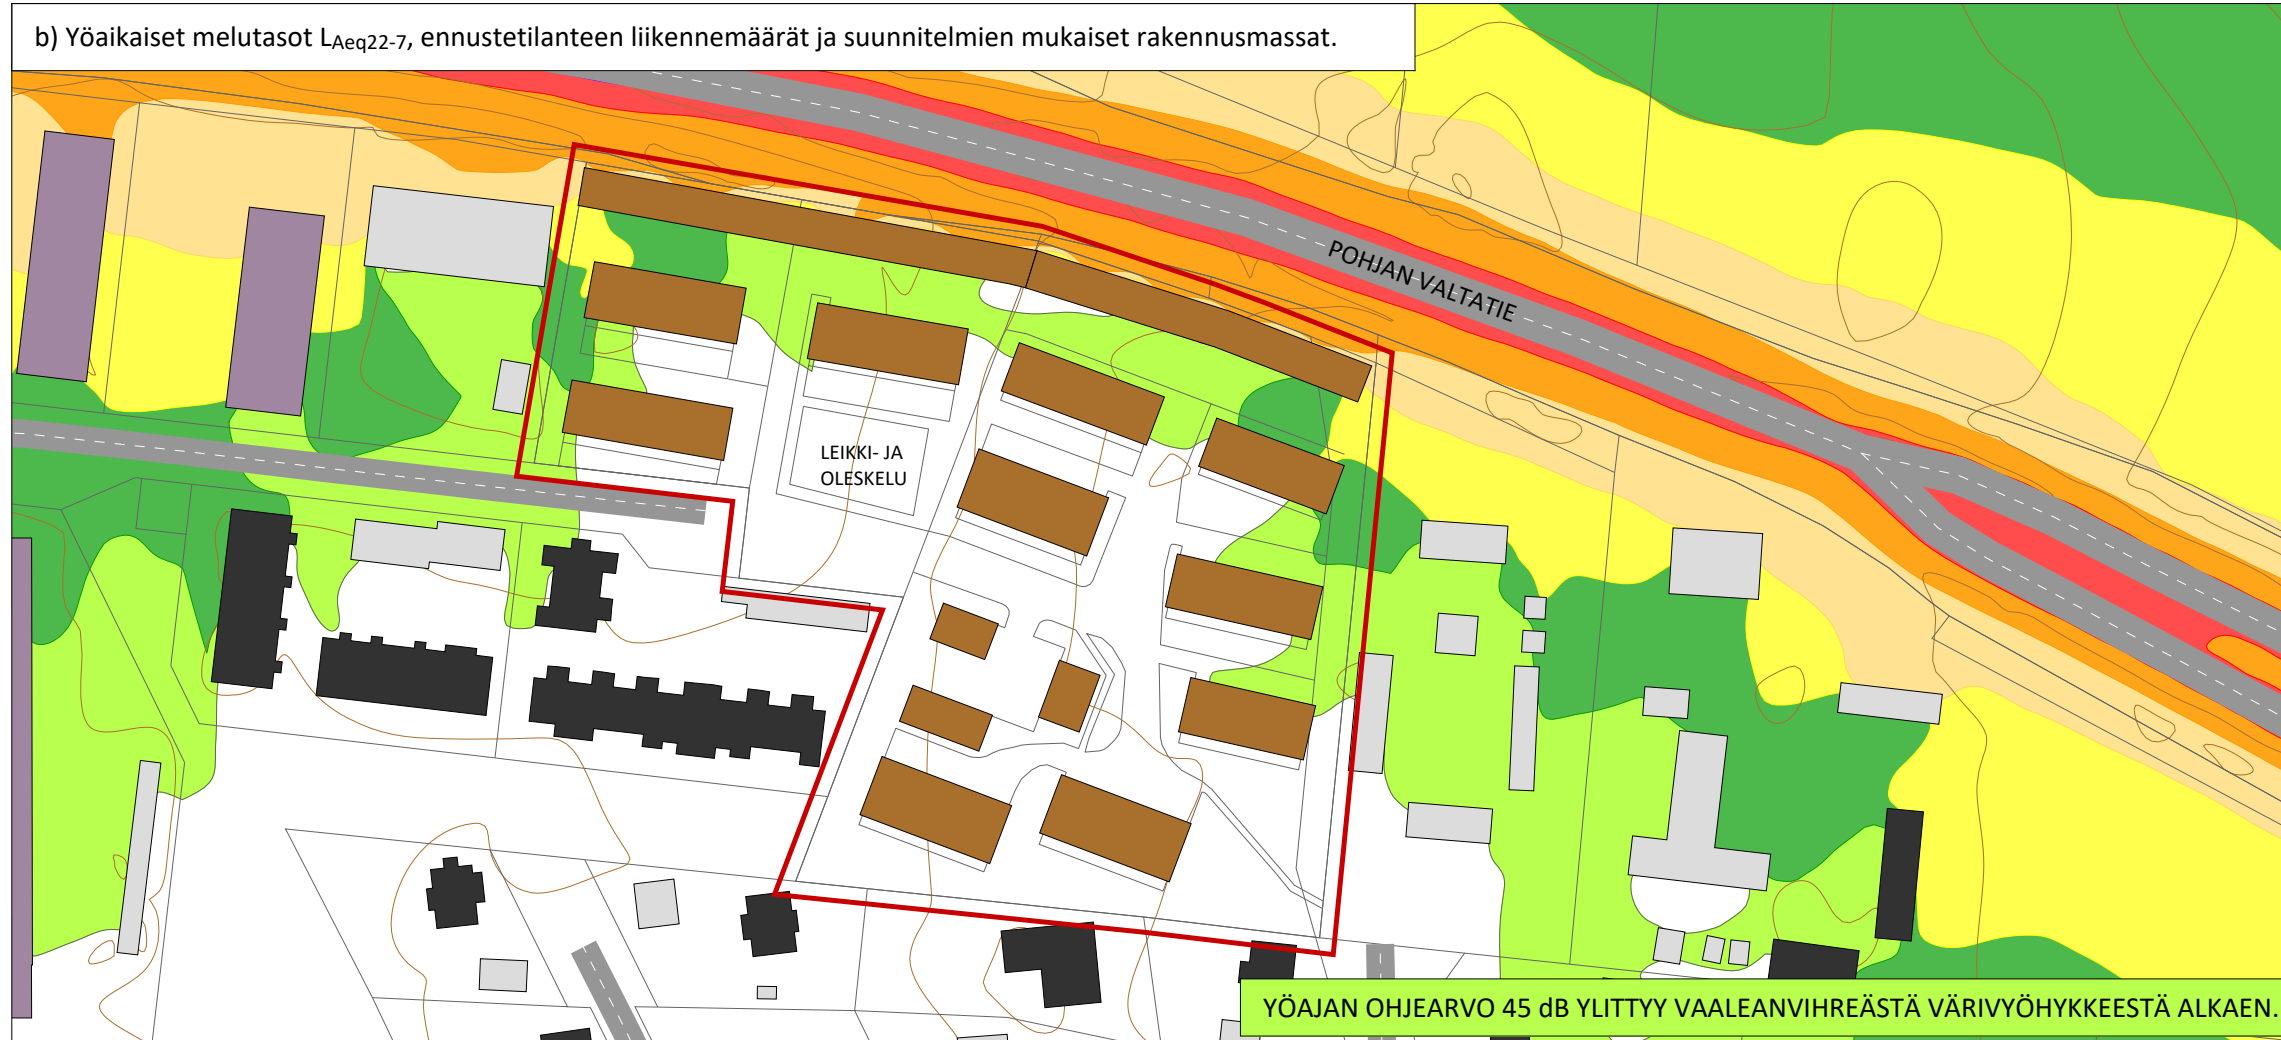 b) Yöaikaiset melutasot LAeq22-7, ennustetilanteen liikennemäärät ja suunnitelmien mukaiset rakennusmassat.
POHJAN VALTATIE
LEIKKI- JA
OLESKELU
YÖAJAN OHJEARVO 45 dB YLITTYY VAALEANVIHREÄSTÄ VÄRIVYÖHYKKEESTÄ ALKAEN.